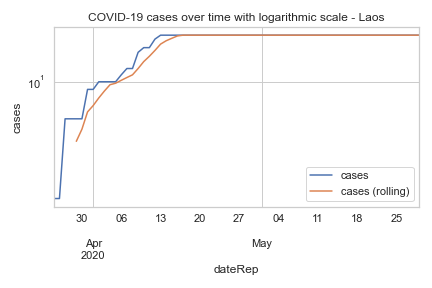 COVID-19 cases over time with logarithmic scale - Laos
10¹
cases
cases
cases (rolling)
30 06 13 20 27 04 11 18 25
Apr May
2020
dateRep